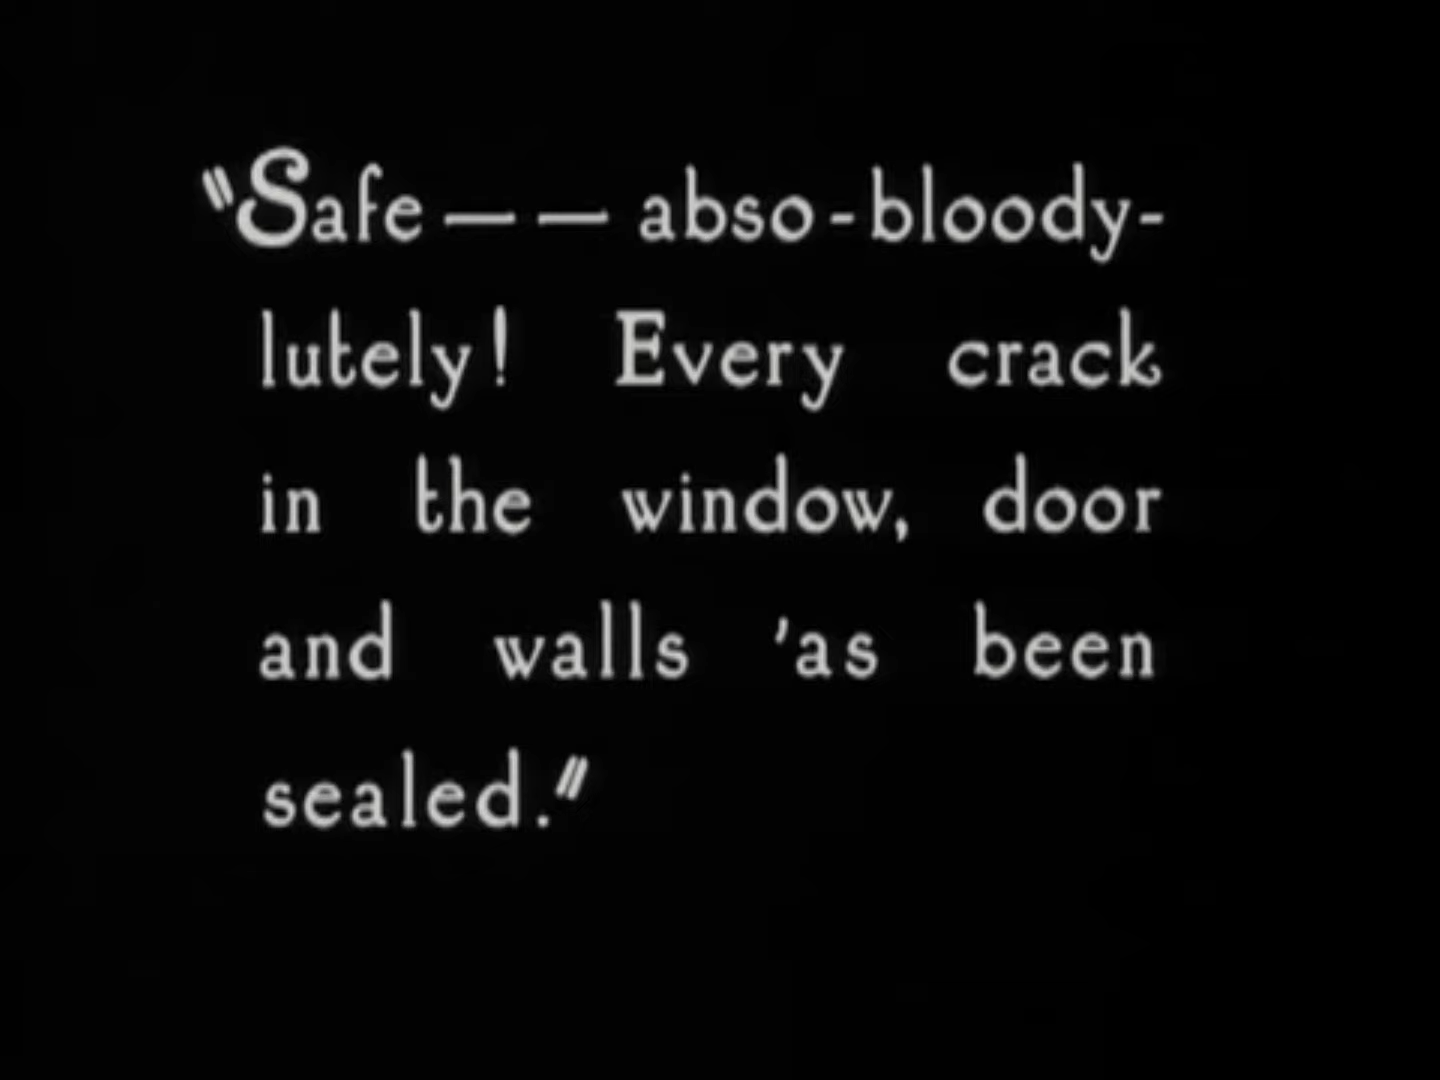 "Safe — — abso-bloody-
lutely! Every crack
in the window, door
and walls 'as been
sealed."